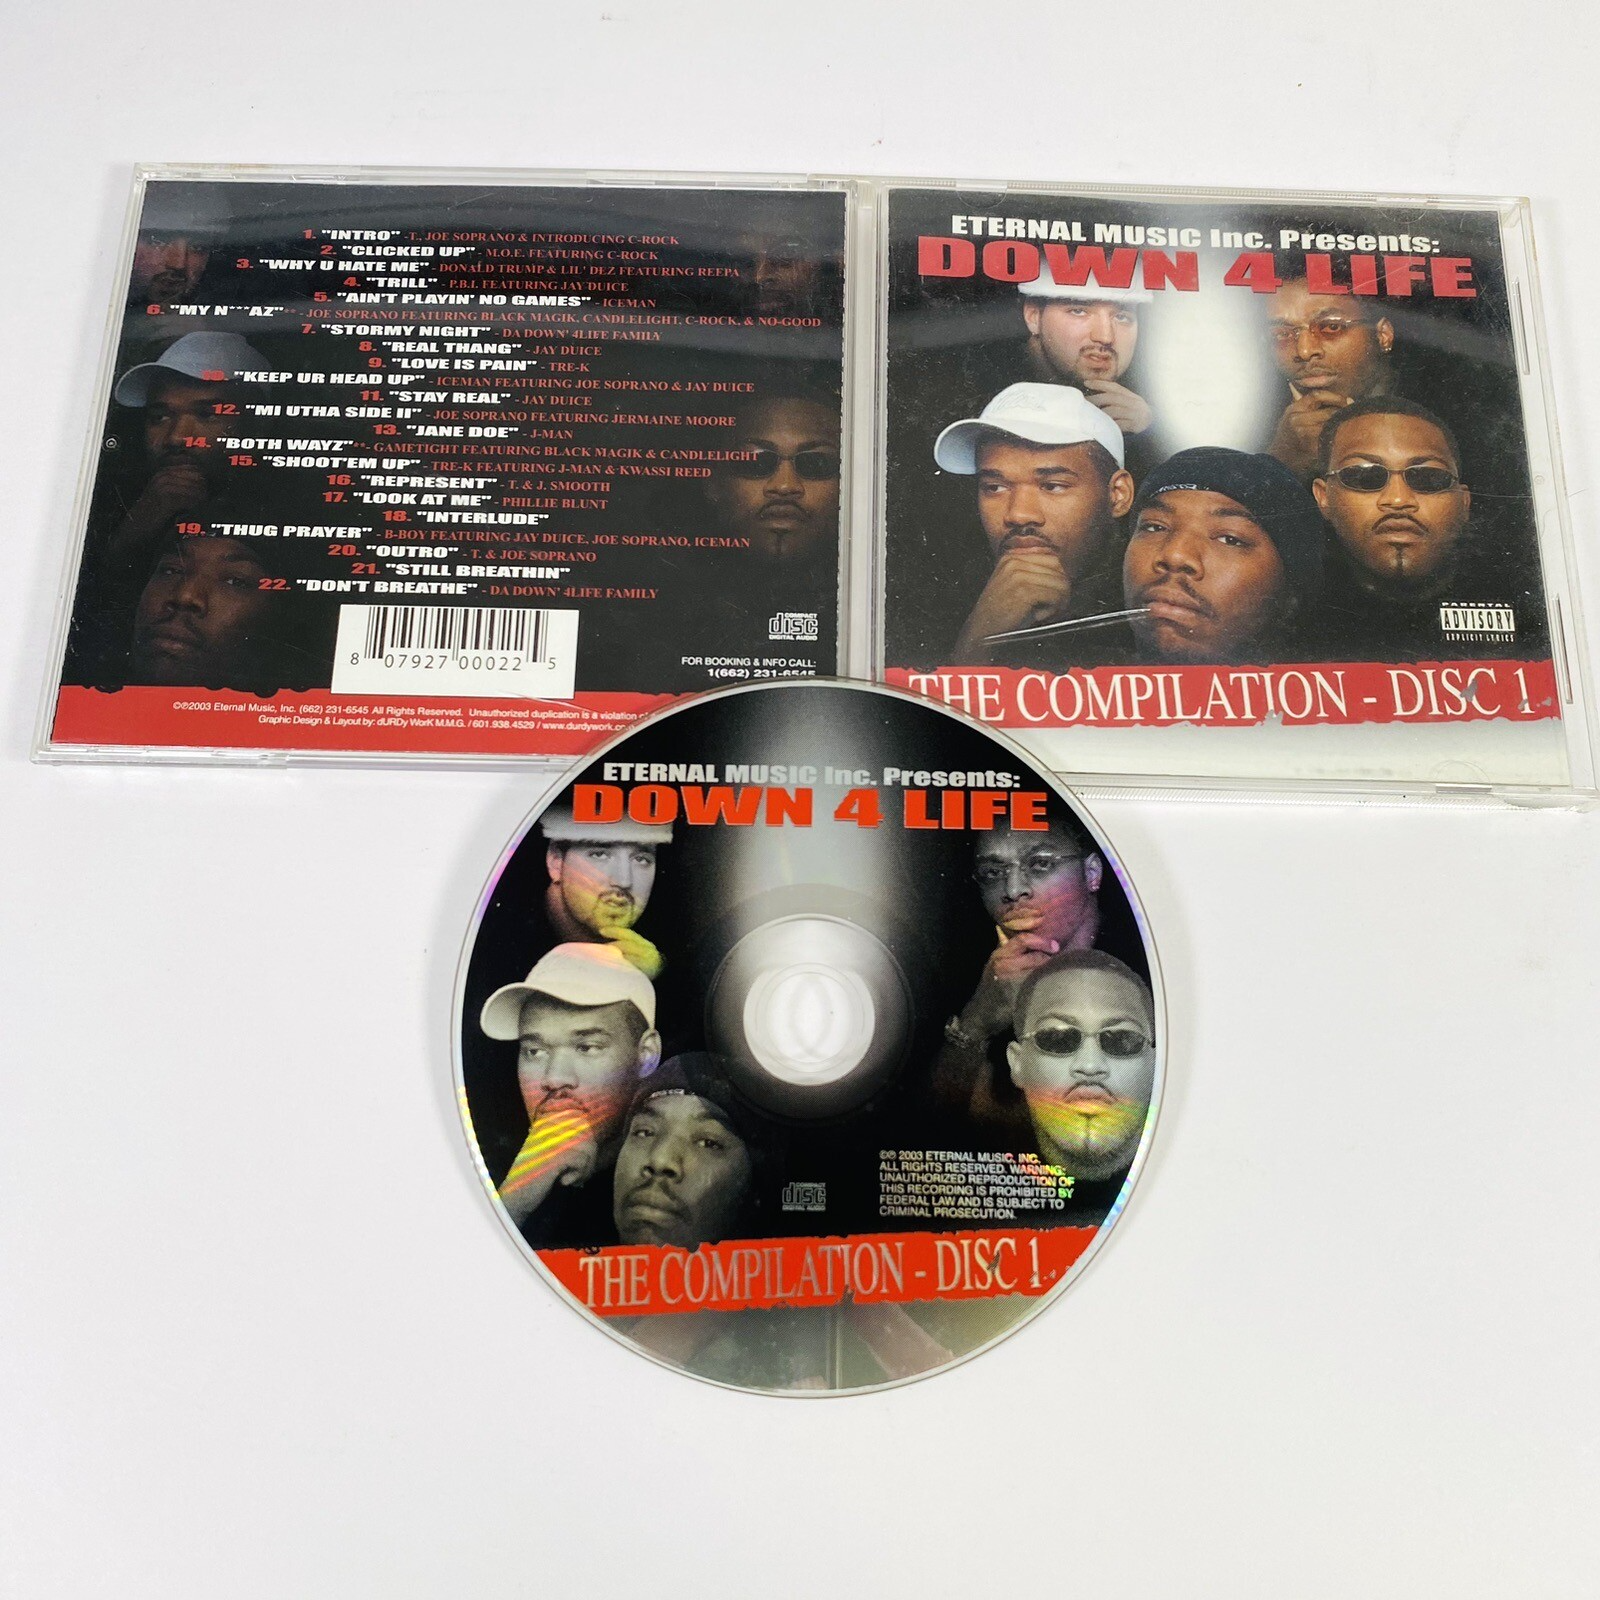 1. "INTRO" - T., JOE SOPRANO & INTRODUCING C-ROCK
2. "CLICKED UP" - M.O.E. FEATURING C-ROCK
3. "WHY U HATE ME" - DONALD TRUMP & LIL' DEZ FEATURING REEPA
4. "TRILL" - P.B.I. FEATURING JAY DUICE
5. "AIN'T PLAYIN' NO GAMES" - ICEMAN
6. "MY N***AZ"** - JOE SOPRANO FEATURING BLACK MAGIK, CANDLELIGHT, C-ROCK, & NO-GOOD
7. "STORMY NIGHT" - DA DOWN' 4LIFE FAMILY
8. "REAL THANG" - JAY DUICE
9. "LOVE IS PAIN" - TRE-K
10. "KEEP UR HEAD UP" - ICEMAN FEATURING JOE SOPRANO & JAY DUICE
11. "STAY REAL" - JAY DUICE
12. "MI UTHA SIDE II" - JOE SOPRANO FEATURING JERMAINE MOORE
13. "JANE DOE" - J-MAN
14. "BOTH WAYZ"** - GAMETIGHT FEATURING BLACK MAGIK & CANDLELIGHT
15. "SHOOT'EM UP" - TRE-K FEATURING J-MAN & KWASSI REED
16. "REPRESENT" - T. & J. SMOOTH
17. "LOOK AT ME" - PHILLIE BLUNT
18. "INTERLUDE"
19. "THUG PRAYER" - B-BOY FEATURING JAY DUICE, JOE SOPRANO, ICEMAN
20. "OUTRO" - T. & JOE SOPRANO
21. "STILL BREATHIN"
22. "DON'T BREATHE" - DA DOWN' 4LIFE FAMILY
8 07927 00022 5
COMPACT
disc
DIGITAL AUDIO
FOR BOOKING & INFO CALL:
1(662) 231-6545
©℗2003 Eternal Music, Inc. (662) 231-6545 All Rights Reserved. Unauthorized duplication is a violation of
Graphic Design & Layout by: dURDy WorK M.M.G. / 601.938.4529 / www.durdywork.co
ETERNAL MUSIC Inc. Presents:
DOWN 4 LIFE
PARENTAL
ADVISORY
EXPLICIT LYRICS
THE COMPILATION - DISC 1
ETERNAL MUSIC Inc. Presents:
DOWN 4 LIFE
©℗ 2003 ETERNAL MUSIC, INC.
ALL RIGHTS RESERVED. WARNING:
UNAUTHORIZED REPRODUCTION OF
THIS RECORDING IS PROHIBITED BY
FEDERAL LAW AND IS SUBJECT TO
CRIMINAL PROSECUTION.
COMPACT
disc
DIGITAL AUDIO
THE COMPILATION - DISC 1